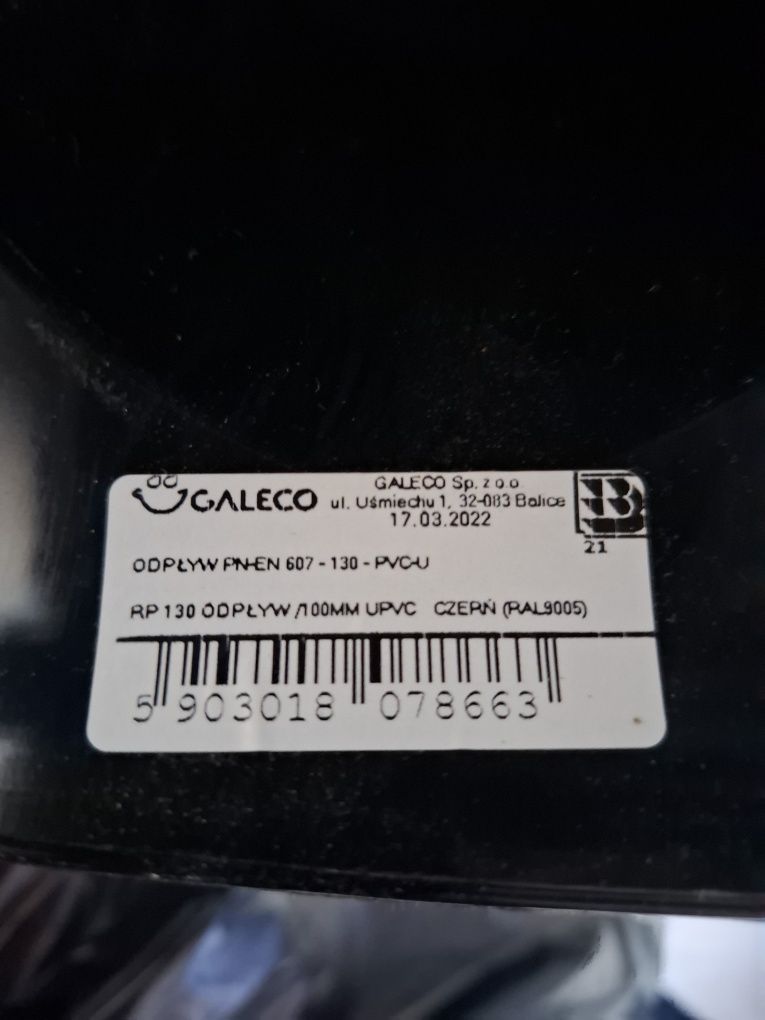 GALECO
GALECO Sp. z o.o.
ul. Uśmiechu 1, 32-083 Balice
17.03.2022
B
21
ODPŁYW PN-EN 607 - 130 - PVC-U
RP 130 ODPŁYW /100MM UPVC CZERŃ (RAL9005)
5 903018 078663